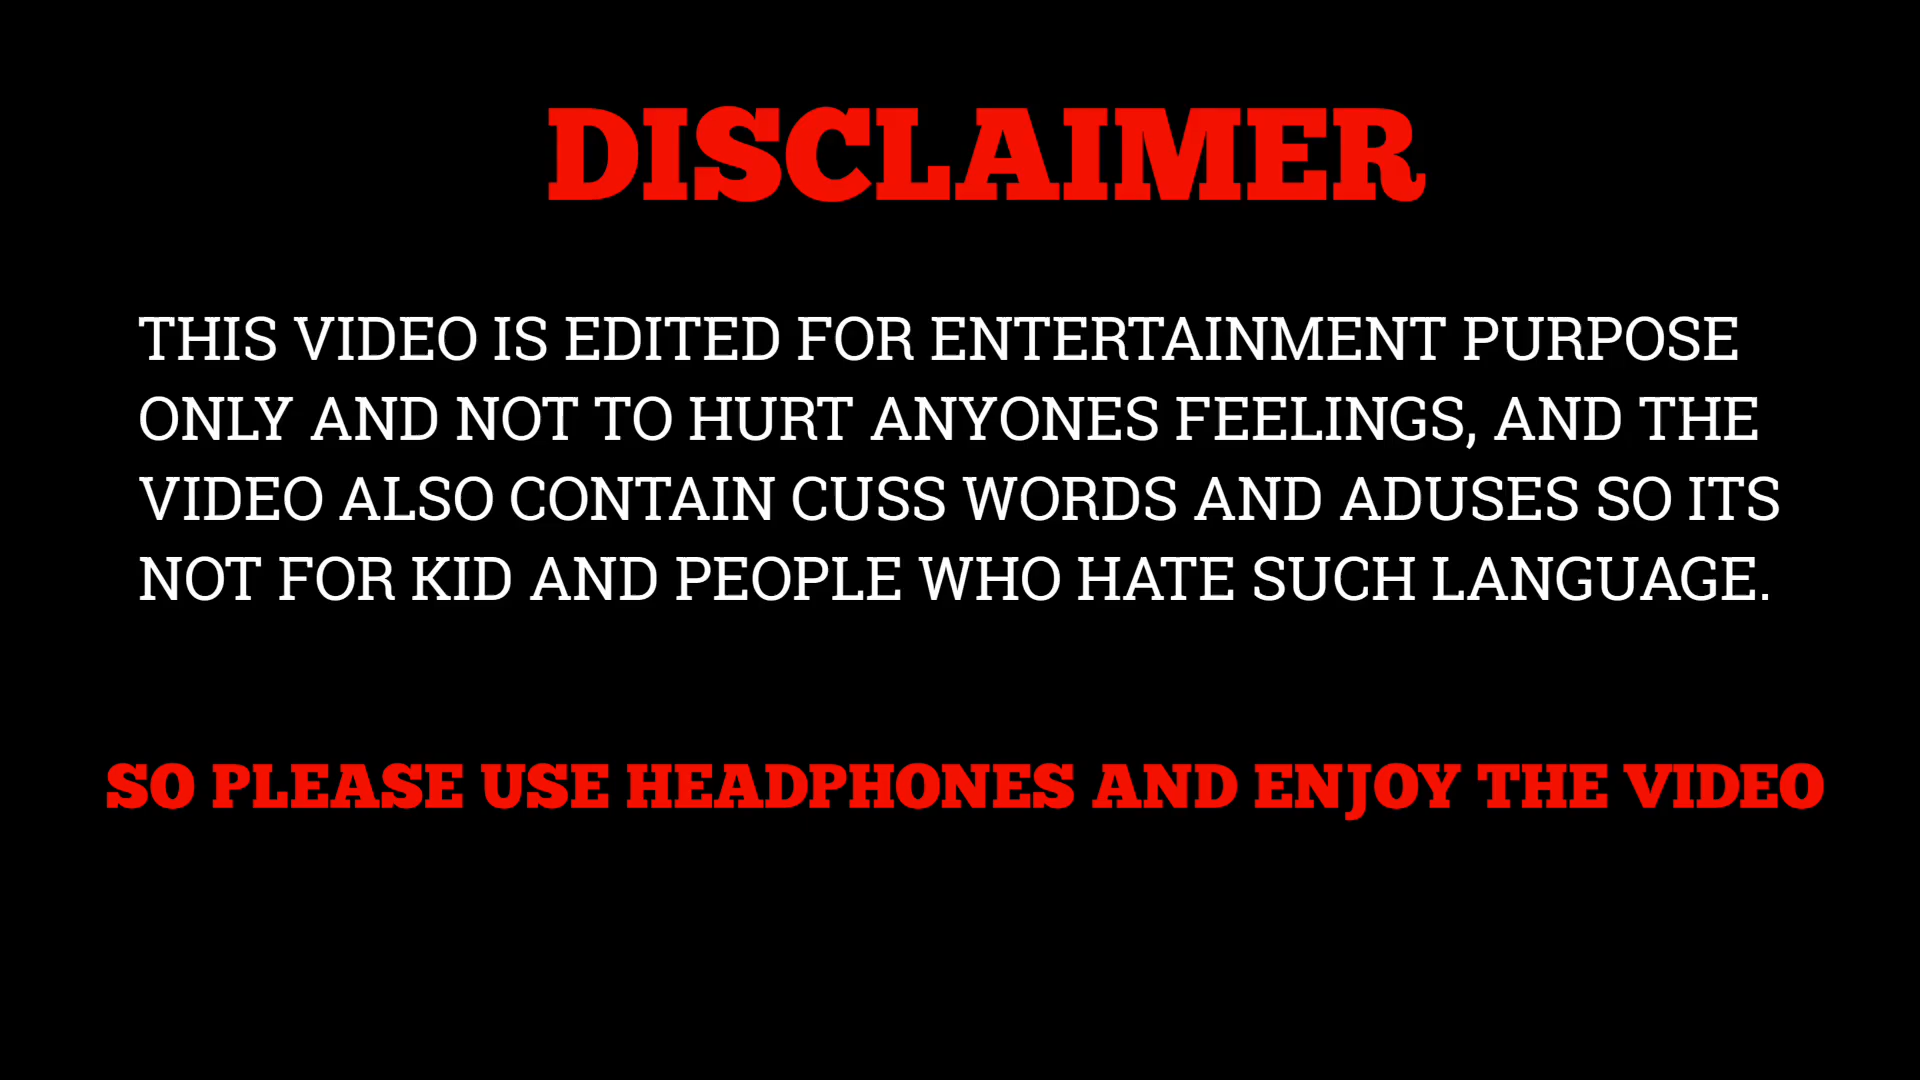 DISCLAIMER
THIS VIDEO IS EDITED FOR ENTERTAINMENT PURPOSE
ONLY AND NOT TO HURT ANYONES FEELINGS, AND THE
VIDEO ALSO CONTAIN CUSS WORDS AND ADUSES SO ITS
NOT FOR KID AND PEOPLE WHO HATE SUCH LANGUAGE.
SO PLEASE USE HEADPHONES AND ENJOY THE VIDEO